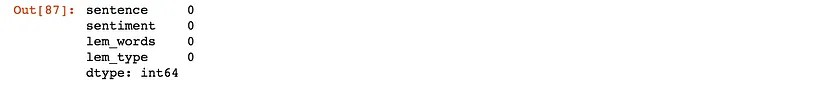 Out[87]: sentence 0
sentiment 0
lem_words 0
lem_type 0
dtype: int64